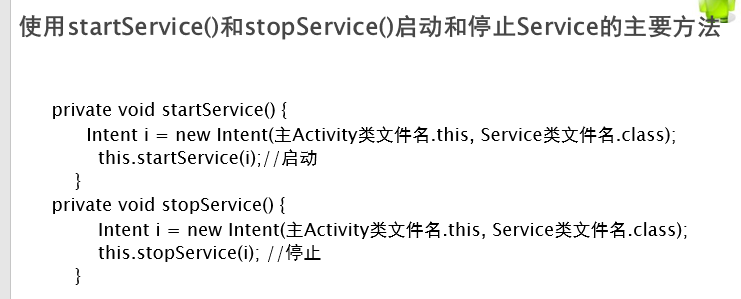 使用startService()和stopService()启动和停止Service的主要方法
private void startService() {
Intent i = new Intent(主Activity类文件名.this, Service类文件名.class);
this.startService(i);//启动
}
private void stopService() {
Intent i = new Intent(主Activity类文件名.this, Service类文件名.class);
this.stopService(i); //停止
}